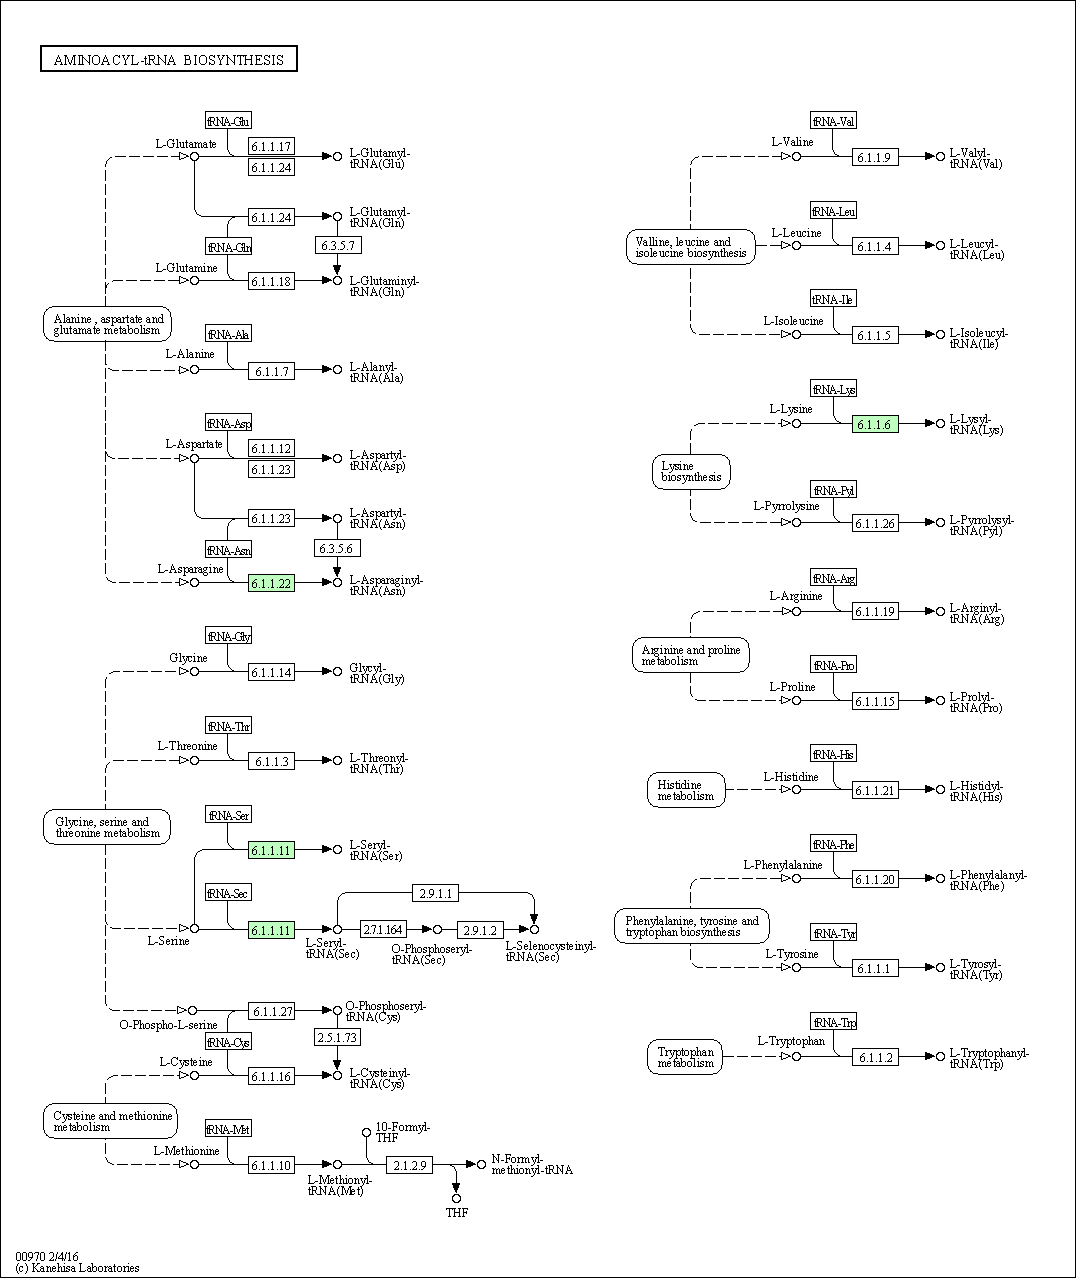 AMINOACYL-tRNA BIOSYNTHESIS
tRNA-Glu
L-Glutamate
6.1.1.17
6.1.1.24
L-Glutamyl-
tRNA(Glu)
6.1.1.24
L-Glutamyl-
tRNA(Gln)
tRNA-Gln
6.3.5.7
L-Glutamine
6.1.1.18
L-Glutaminyl-
tRNA(Gln)
Alanine , aspartate and
glutamate metabolism
tRNA-Ala
L-Alanine
6.1.1.7
L-Alanyl-
tRNA(Ala)
tRNA-Asp
L-Aspartate
6.1.1.12
6.1.1.23
L-Aspartyl-
tRNA(Asp)
6.1.1.23
L-Aspartyl-
tRNA(Asn)
tRNA-Asn
6.3.5.6
L-Asparagine
6.1.1.22
L-Asparaginyl-
tRNA(Asn)
tRNA-Gly
Glycine
6.1.1.14
Glycyl-
tRNA(Gly)
tRNA-Thr
L-Threonine
6.1.1.3
L-Threonyl-
tRNA(Thr)
Glycine, serine and
threonine metabolism
tRNA-Ser
6.1.1.11
L-Seryl-
tRNA(Ser)
tRNA-Sec
L-Serine
6.1.1.11
L-Seryl-
tRNA(Sec)
2.9.1.1
2.7.1.164
O-Phosphoseryl-
tRNA(Sec)
2.9.1.2
L-Selenocysteinyl-
tRNA(Sec)
O-Phospho-L-serine
6.1.1.27
O-Phosphoseryl-
tRNA(Cys)
tRNA-Cys
2.5.1.73
L-Cysteine
6.1.1.16
L-Cysteinyl-
tRNA(Cys)
Cysteine and methionine
metabolism
tRNA-Met
L-Methionine
6.1.1.10
L-Methionyl-
tRNA(Met)
10-Formyl-
THF
2.1.2.9
N-Formyl-
methionyl-tRNA
THF
tRNA-Val
L-Valine
6.1.1.9
L-Valyl-
tRNA(Val)
tRNA-Leu
Valline, leucine and
isoleucine biosynthesis
L-Leucine
6.1.1.4
L-Leucyl-
tRNA(Leu)
tRNA-Ile
L-Isoleucine
6.1.1.5
L-Isoleucyl-
tRNA(Ile)
tRNA-Lys
L-Lysine
6.1.1.6
L-Lysyl-
tRNA(Lys)
Lysine
biosynthesis
tRNA-Pyl
L-Pyrrolysine
6.1.1.26
L-Pyrrolysyl-
tRNA(Pyl)
tRNA-Arg
L-Arginine
6.1.1.19
L-Arginyl-
tRNA(Arg)
Arginine and proline
metabolism
tRNA-Pro
L-Proline
6.1.1.15
L-Prolyl-
tRNA(Pro)
tRNA-His
Histidine
metabolism
L-Histidine
6.1.1.21
L-Histidyl-
tRNA(His)
tRNA-Phe
L-Phenylalanine
6.1.1.20
L-Phenylalanyl-
tRNA(Phe)
Phenylalanine, tyrosine and
tryptophan biosynthesis
tRNA-Tyr
L-Tyrosine
6.1.1.1
L-Tyrosyl-
tRNA(Tyr)
tRNA-Trp
Tryptophan
metabolism
L-Tryptophan
6.1.1.2
L-Tryptophanyl-
tRNA(Trp)
00970 2/4/16
(c) Kanehisa Laboratories